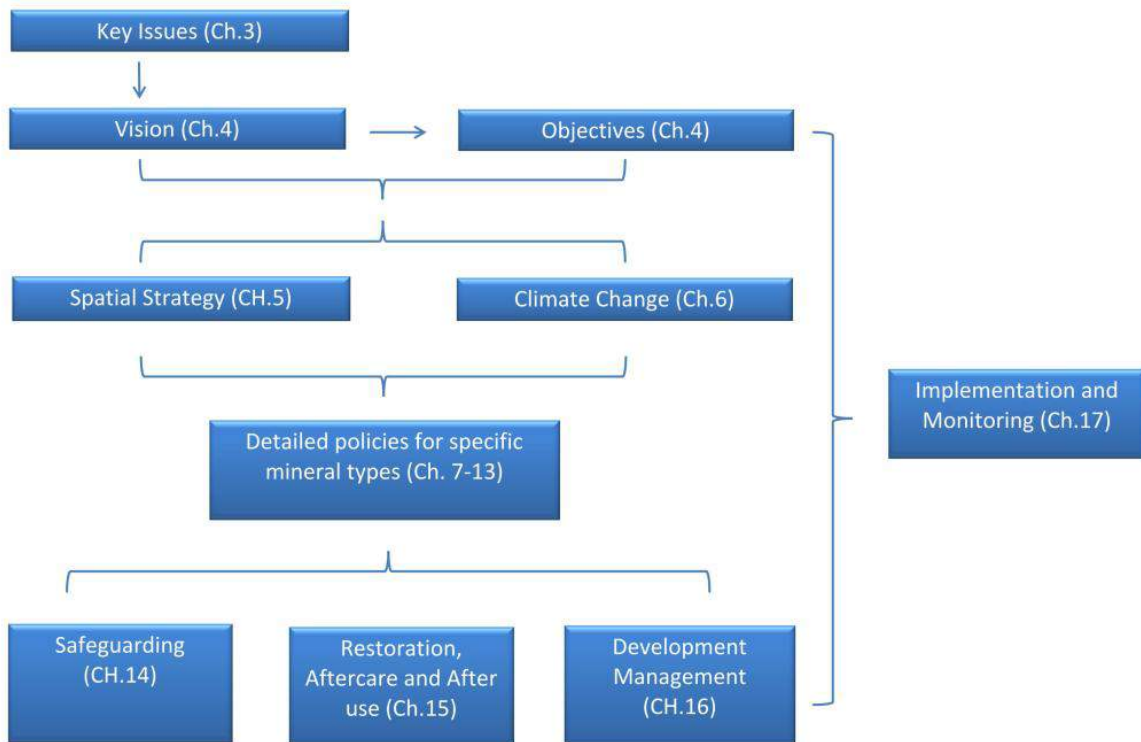 Key Issues (Ch.3)
Vision (Ch.4)
Objectives (Ch.4)
Spatial Strategy (CH.5)
Climate Change (Ch.6)
Implementation and
Monitoring (Ch.17)
Detailed policies for specific
mineral types (Ch. 7-13)
Safeguarding
(CH.14)
Restoration,
Aftercare and After
use (Ch.15)
Development
Management
(CH.16)